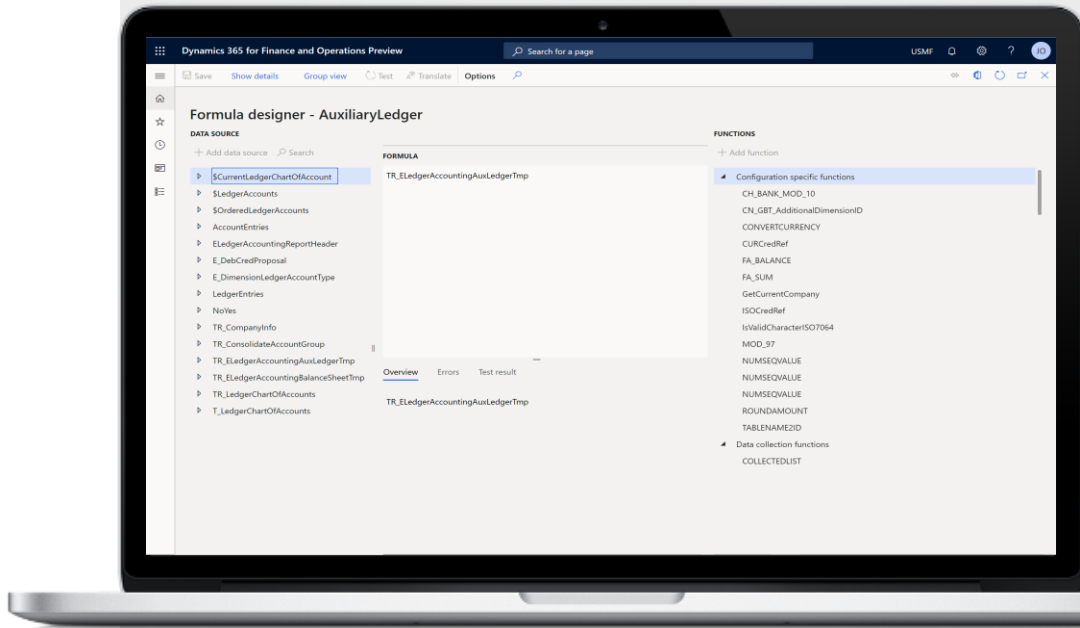 Dynamics 365 for Finance and Operations Preview
Search for a page
USMF
?
JO
Save Show details Group view Test Translate Options
Formula designer - AuxiliaryLedger
DATA SOURCE
+ Add data source Search
$CurrentLedgerChartOfAccount
$LedgerAccounts
$OrderedLedgerAccounts
AccountEntries
ELedgerAccountingReportHeader
E_DebCredProposal
E_DimensionLedgerAccountType
LedgerEntries
NoYes
TR_CompanyInfo
TR_ConsolidateAccountGroup
TR_ELedgerAccountingAuxLedgerTmp
TR_ELedgerAccountingBalanceSheetTmp
TR_LedgerChartOfAccounts
T_LedgerChartOfAccounts
FORMULA
TR_ELedgerAccountingAuxLedgerTmp
Overview Errors Test result
TR_ELedgerAccountingAuxLedgerTmp
FUNCTIONS
+ Add function
Configuration specific functions
CH_BANK_MOD_10
CN_GBT_AdditionalDimensionID
CONVERTCURRENCY
CURCredRef
FA_BALANCE
FA_SUM
GetCurrentCompany
ISOCredRef
IsValidCharacterISO7064
MOD_97
NUMSEQVALUE
NUMSEQVALUE
NUMSEQVALUE
ROUNDAMOUNT
TABLENAME2ID
Data collection functions
COLLECTEDLIST